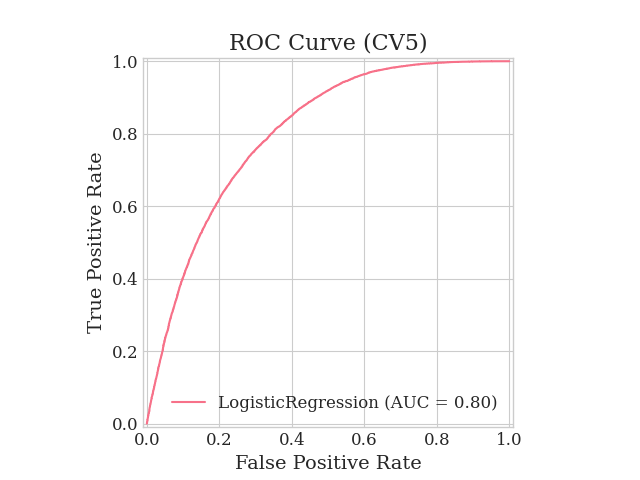 ROC Curve (CV5)
True Positive Rate
1.0
0.8
0.6
0.4
0.2
0.0
LogisticRegression (AUC = 0.80)
0.0 0.2 0.4 0.6 0.8 1.0
False Positive Rate